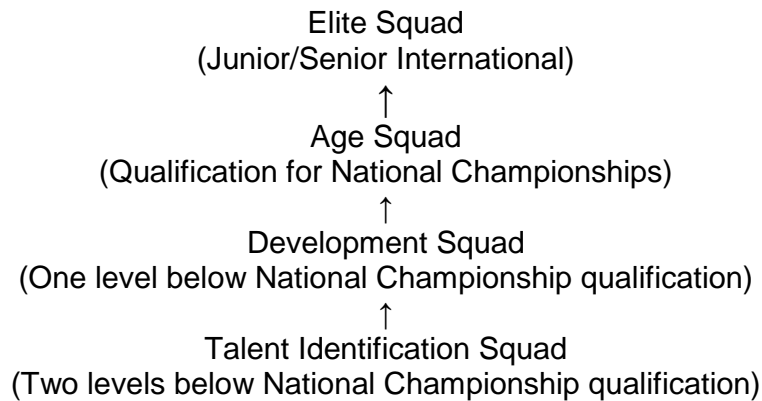 Elite Squad
(Junior/Senior International)
↑
Age Squad
(Qualification for National Championships)
↑
Development Squad
(One level below National Championship qualification)
↑
Talent Identification Squad
(Two levels below National Championship qualification)